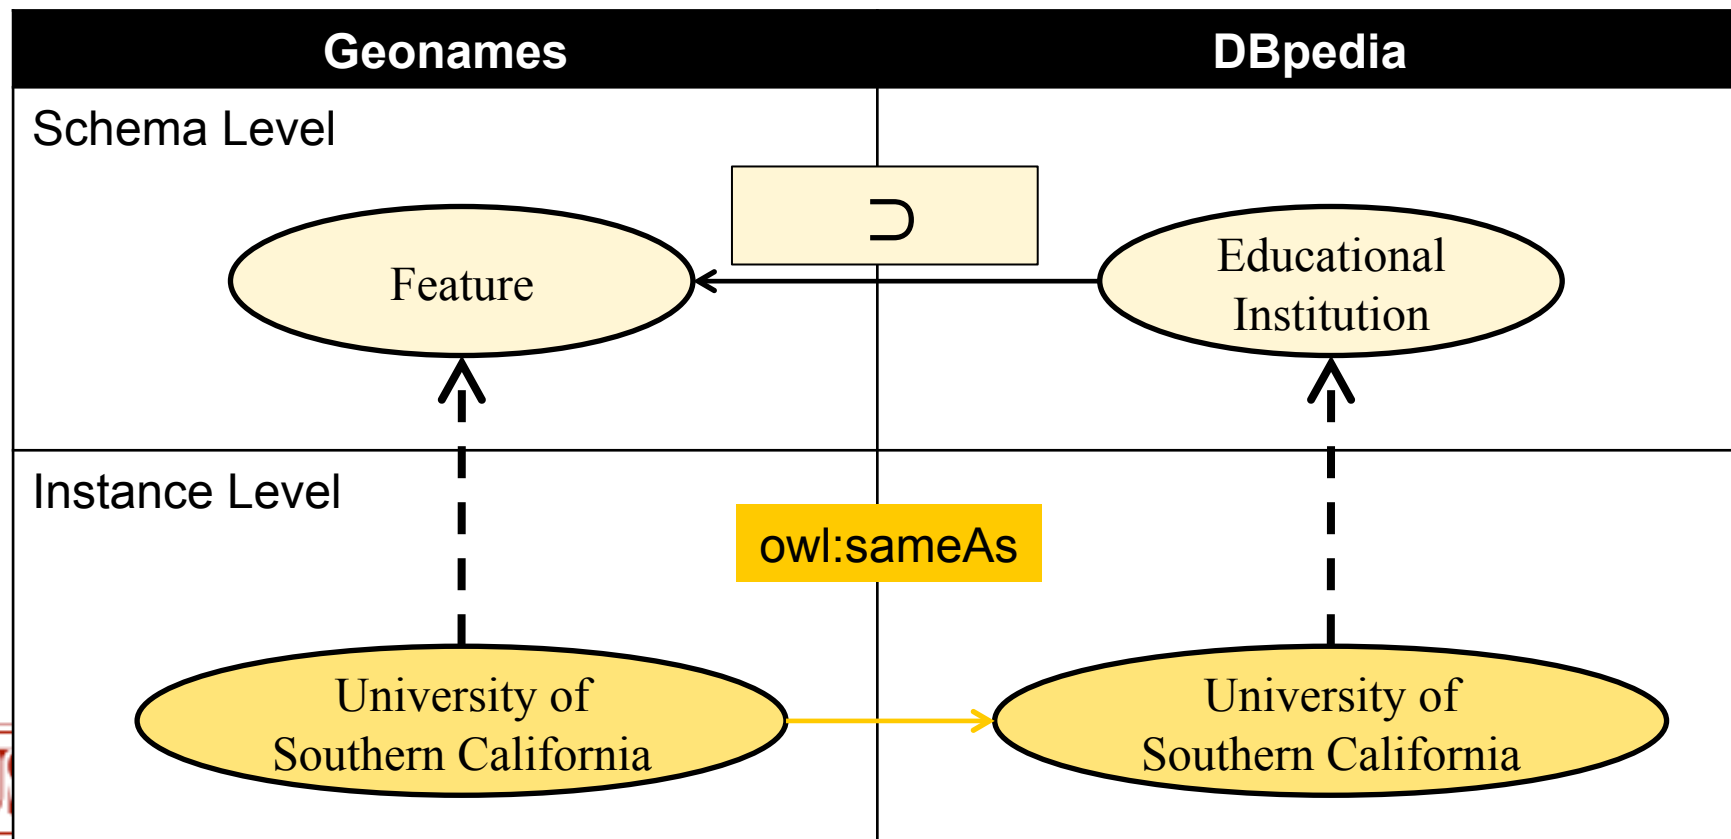 Geonames
DBpedia
Schema Level
⊃
Feature
Educational
Institution
Instance Level
owl:sameAs
University of
Southern California
University of
Southern California